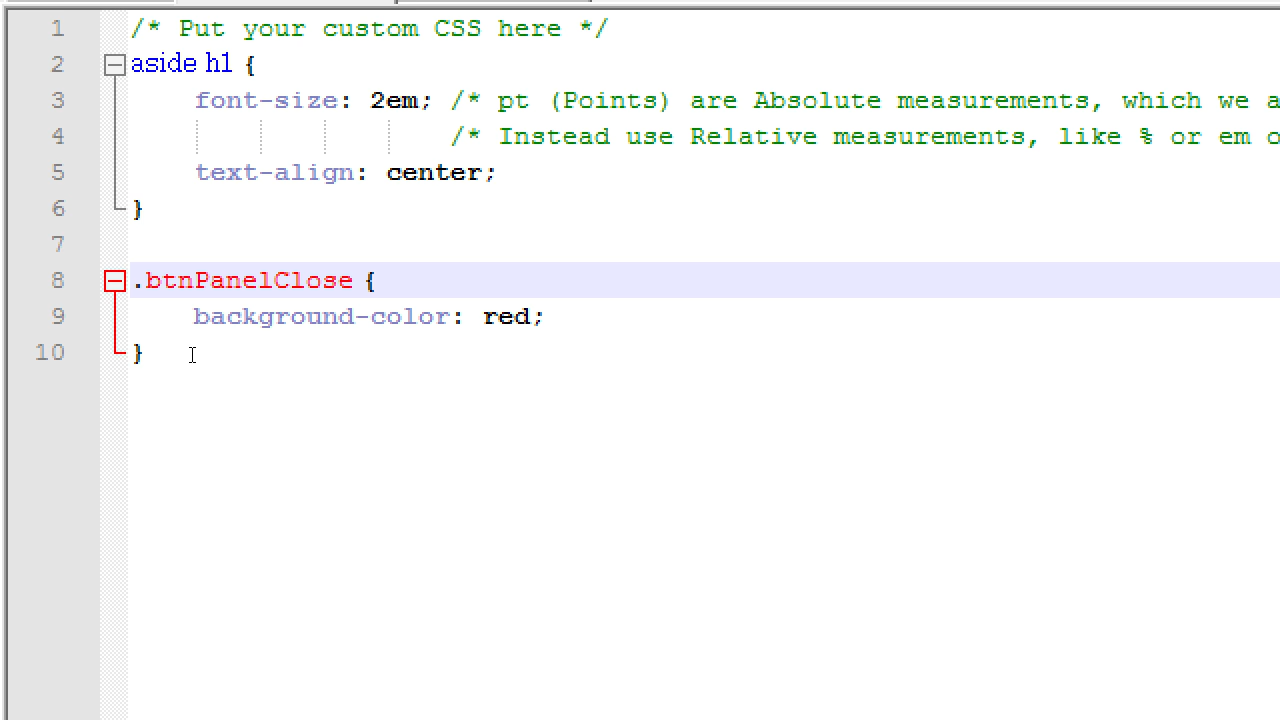 1 /* Put your custom CSS here */
2 aside h1 {
3 font-size: 2em; /* pt (Points) are Absolute measurements, which we a
4 /* Instead use Relative measurements, like % or em o
5 text-align: center;
6 }
7
8 .btnPanelClose {
9 background-color: red;
10 }